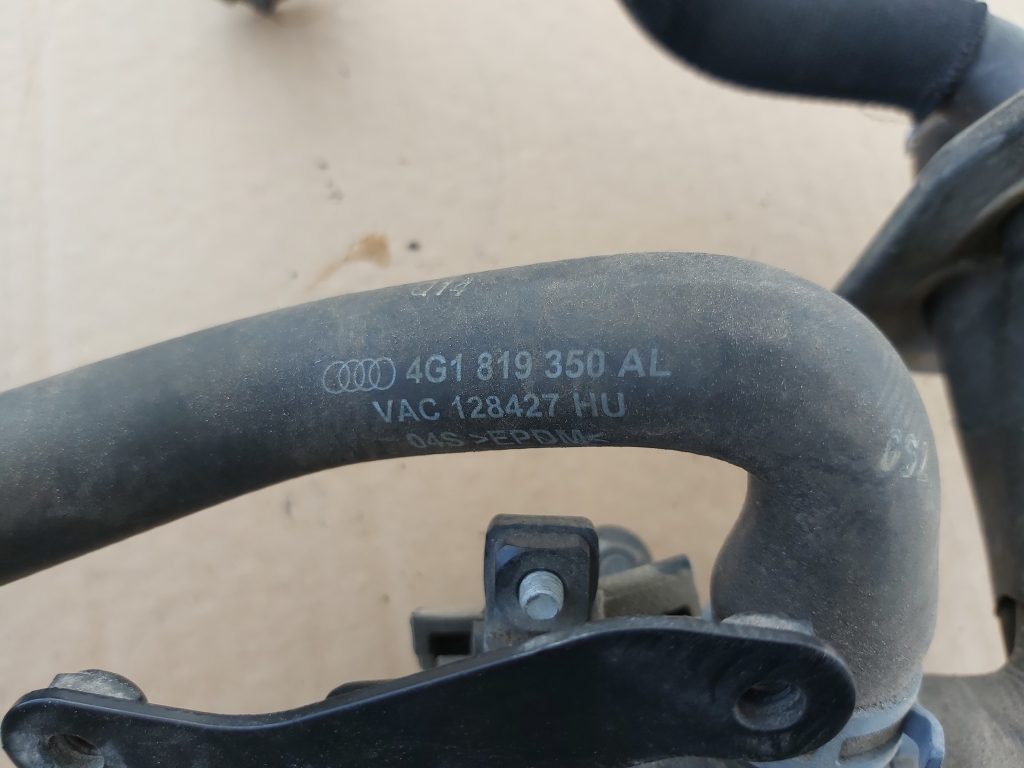 4G1 819 350 AL
VAC 128427 HU
04S >EPDM<